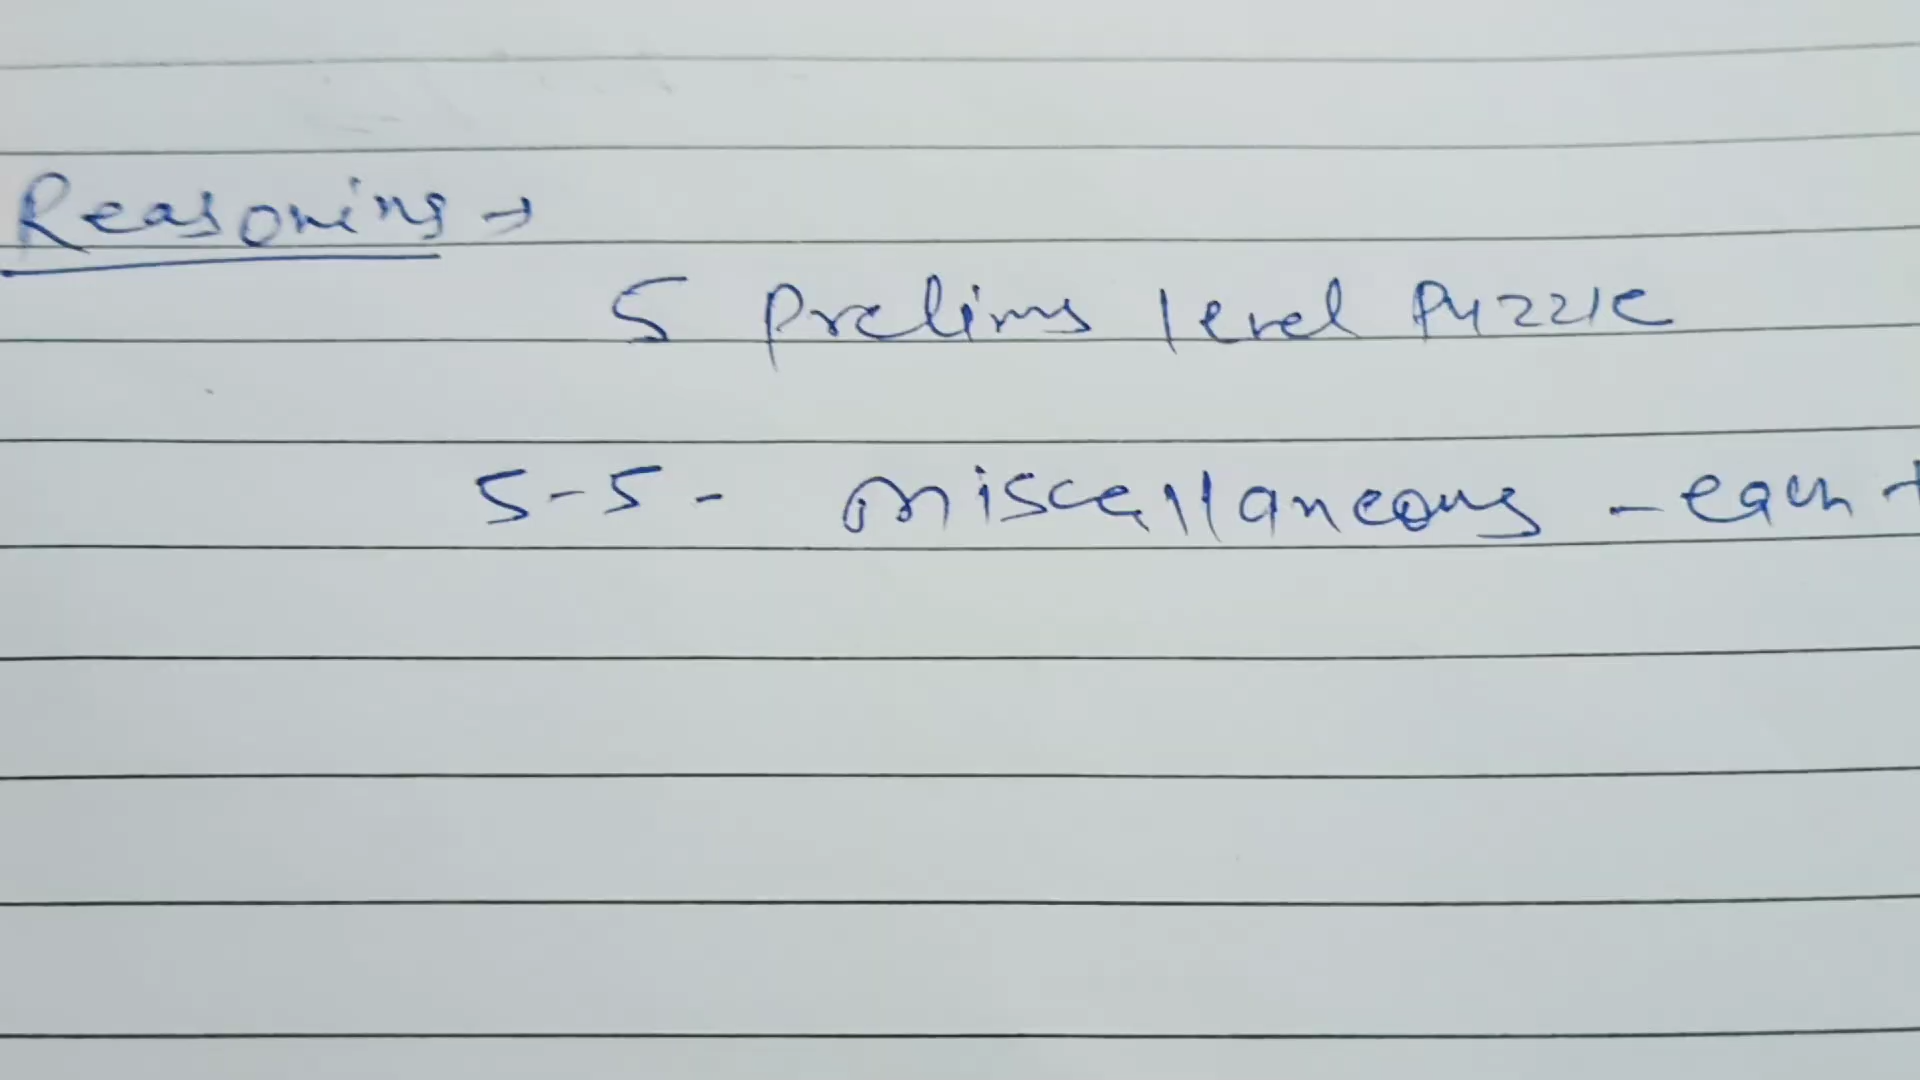 Reasoning →
5 Prelims level Puzzle
5-5- miscellaneous - each